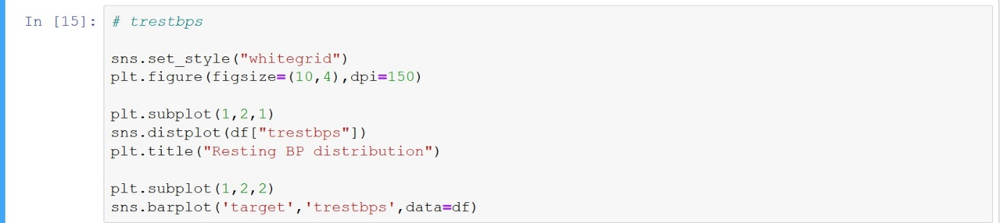 In [15]: # trestbps
sns.set_style("whitegrid")
plt.figure(figsize=(10,4),dpi=150)
plt.subplot(1,2,1)
sns.distplot(df["trestbps"])
plt.title("Resting BP distribution")
plt.subplot(1,2,2)
sns.barplot('target','trestbps',data=df)